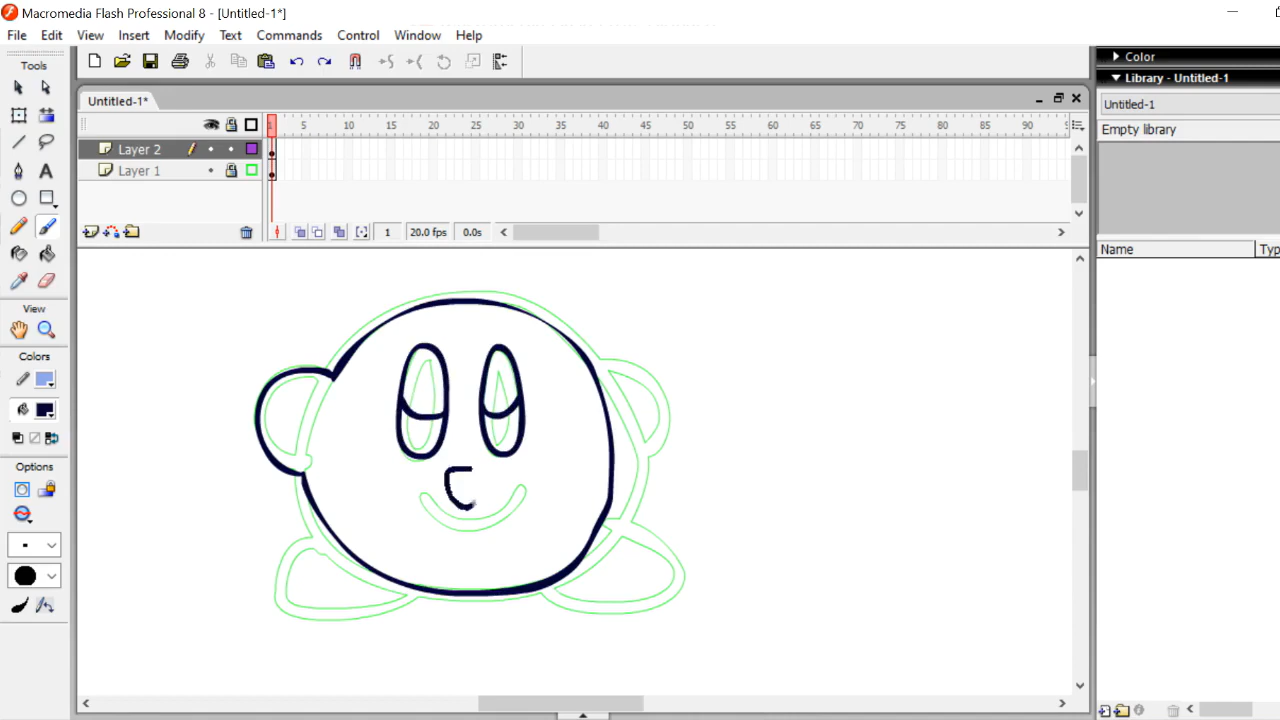 Macromedia Flash Professional 8 - [Untitled-1*]
File Edit View Insert Modify Text Commands Control Window Help
Tools
Color
Library - Untitled-1
Untitled-1*
Untitled-1
1 5 10 15 20 25 30 35 40 45 50 55 60 65 70 75 80 85 90
Empty library
Layer 2
Layer 1
1 20.0 fps 0.0s
Name Typ
View
Colors
Options